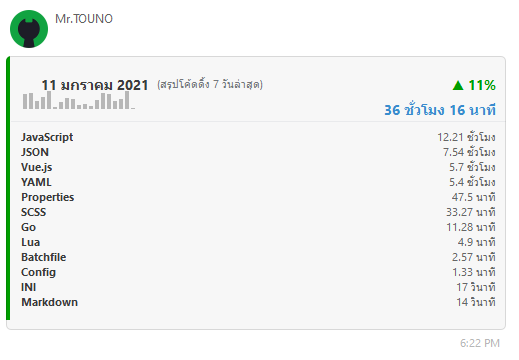 Mr.TOUNO
11 มกราคม 2021 (สรุปโค้ดดิ้ง 7 วันล่าสุด) ▲ 11%
36 ชั่วโมง 16 นาที
JavaScript 12.21 ชั่วโมง
JSON 7.54 ชั่วโมง
Vue.js 5.7 ชั่วโมง
YAML 5.4 ชั่วโมง
Properties 47.5 นาที
SCSS 33.27 นาที
Go 11.28 นาที
Lua 4.9 นาที
Batchfile 2.57 นาที
Config 1.33 นาที
INI 17 วินาที
Markdown 14 วินาที
6:22 PM